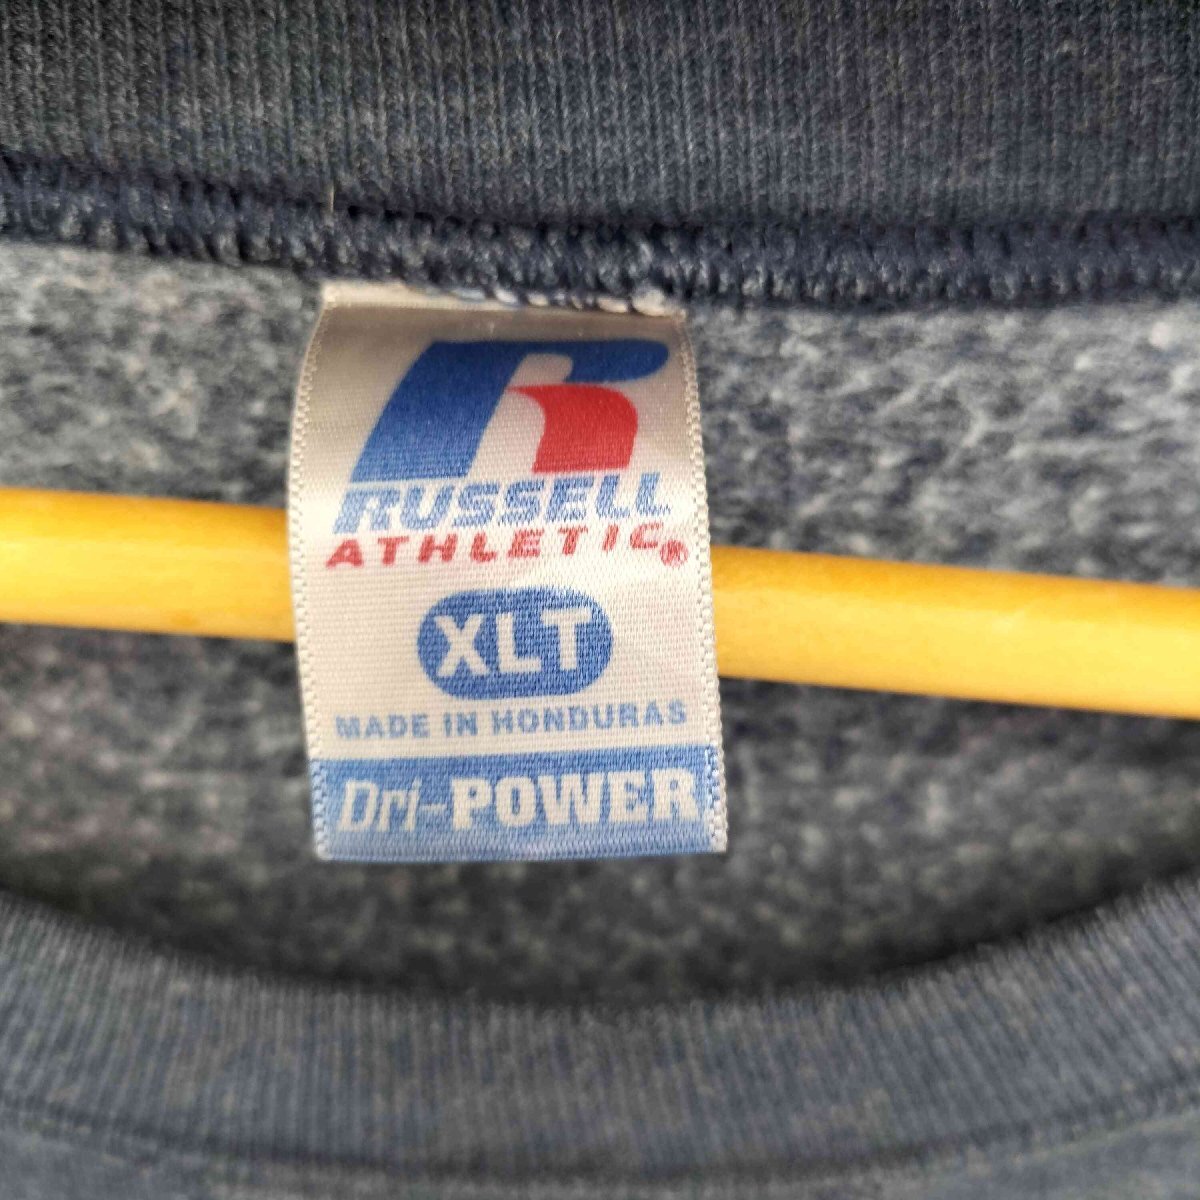 RUSSELL
ATHLETIC®
XLT
MADE IN HONDURAS
Dri-POWER